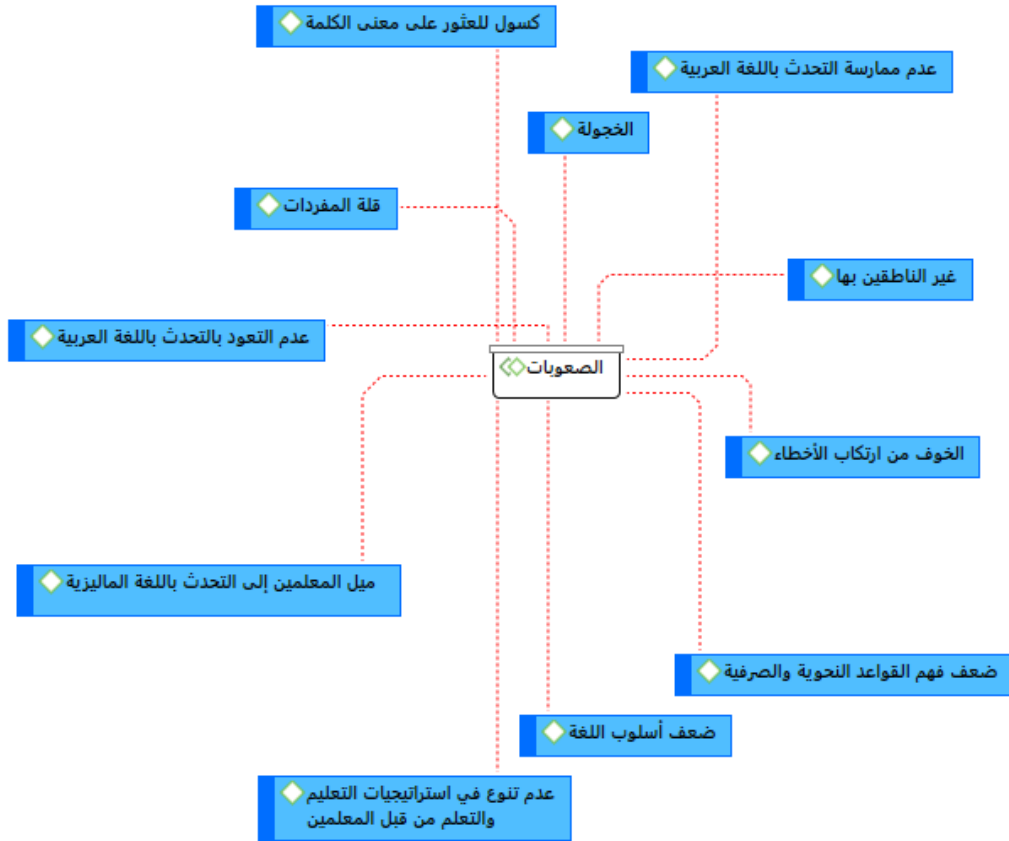 كسول للعثور على معنى الكلمة
عدم ممارسة التحدث باللغة العربية
الخجولة
قلة المفردات
غير الناطقين بها
عدم التعود بالتحدث باللغة العربية
الصعوبات
الخوف من ارتكاب الأخطاء
ميل المعلمين إلى التحدث باللغة الماليزية
ضعف فهم القواعد النحوية والصرفية
ضعف أسلوب اللغة
عدم تنوع في استراتيجيات التعليم
والتعلم من قبل المعلمين